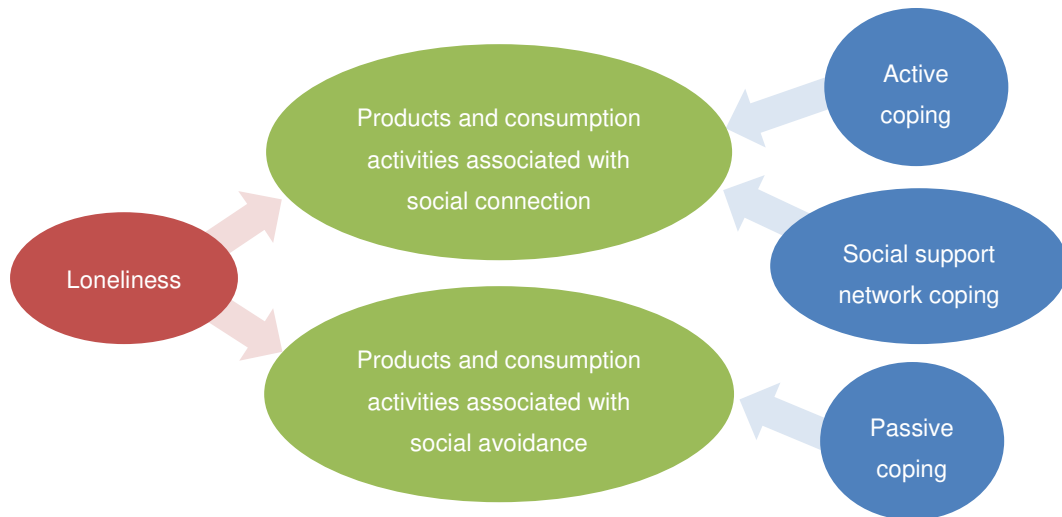 Loneliness
Products and consumption
activities associated with
social connection
Products and consumption
activities associated with
social avoidance
Active
coping
Social support
network coping
Passive
coping